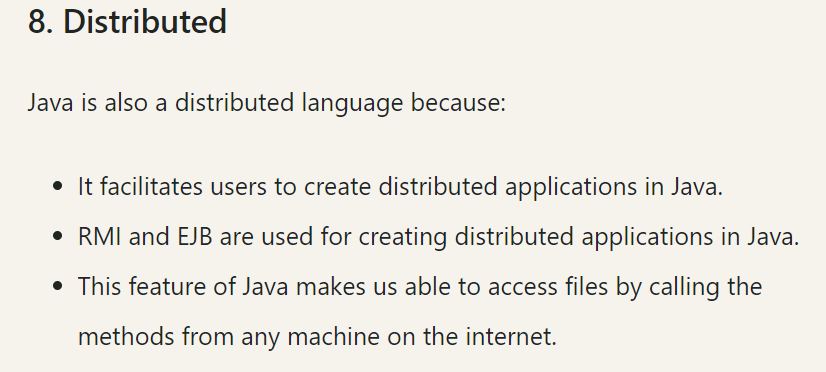 8. Distributed
Java is also a distributed language because:
• It facilitates users to create distributed applications in Java.
• RMI and EJB are used for creating distributed applications in Java.
• This feature of Java makes us able to access files by calling the
methods from any machine on the internet.